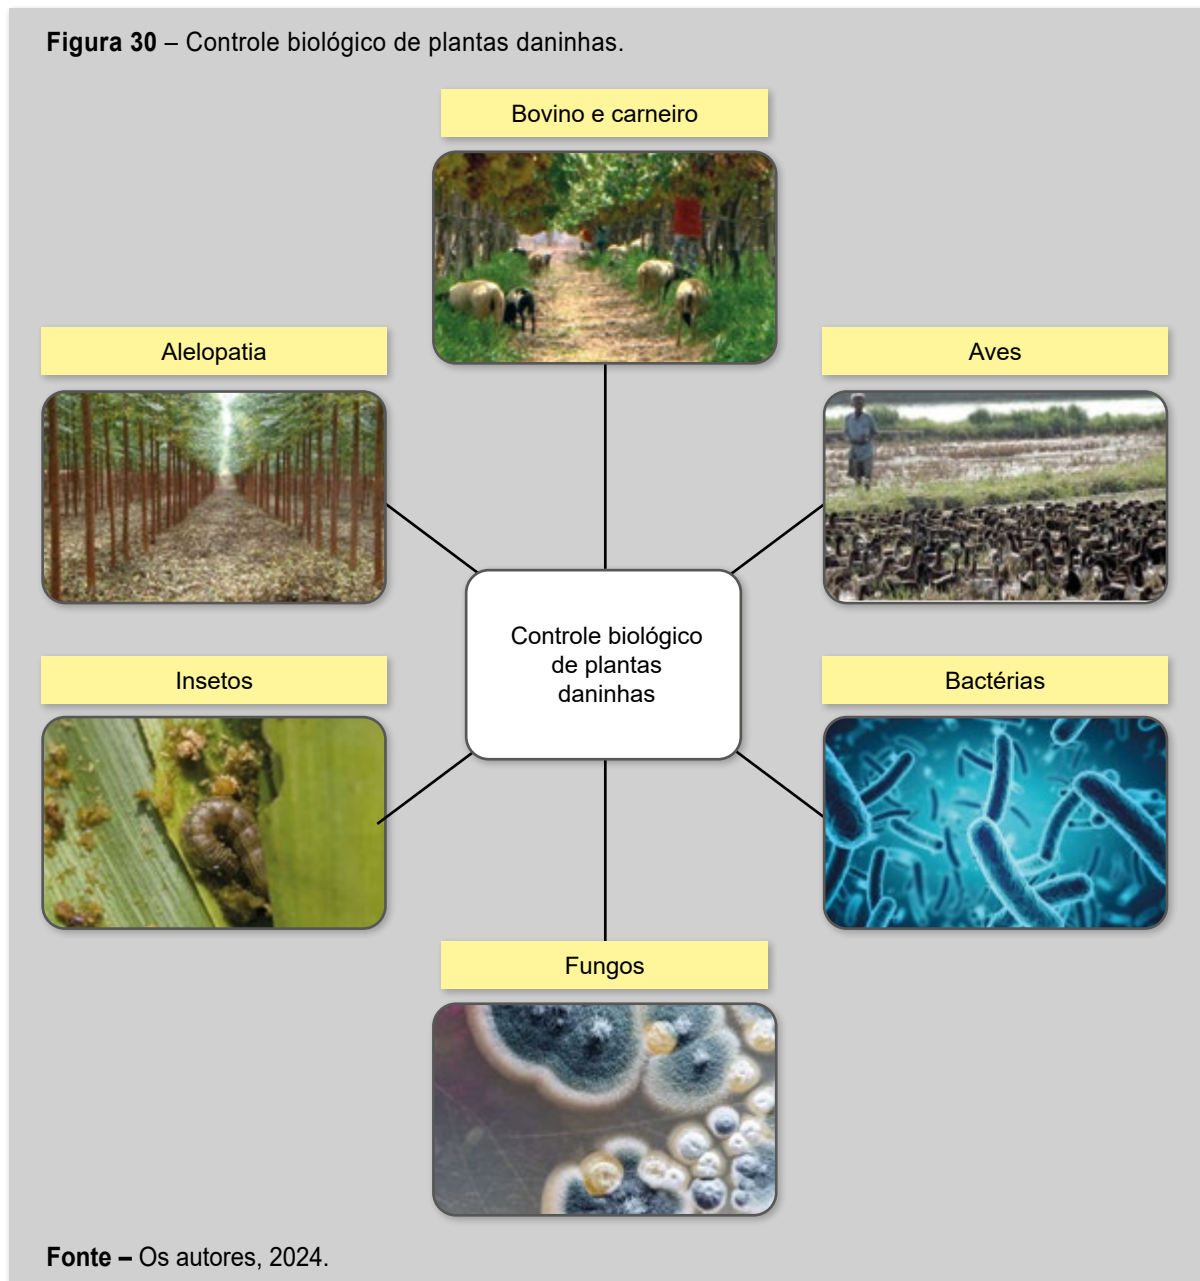 Figura 30 – Controle biológico de plantas daninhas.
Bovino e carneiro
Alelopatia
Aves
Controle biológico
de plantas
daninhas
Insetos
Bactérias
Fungos
Fonte – Os autores, 2024.